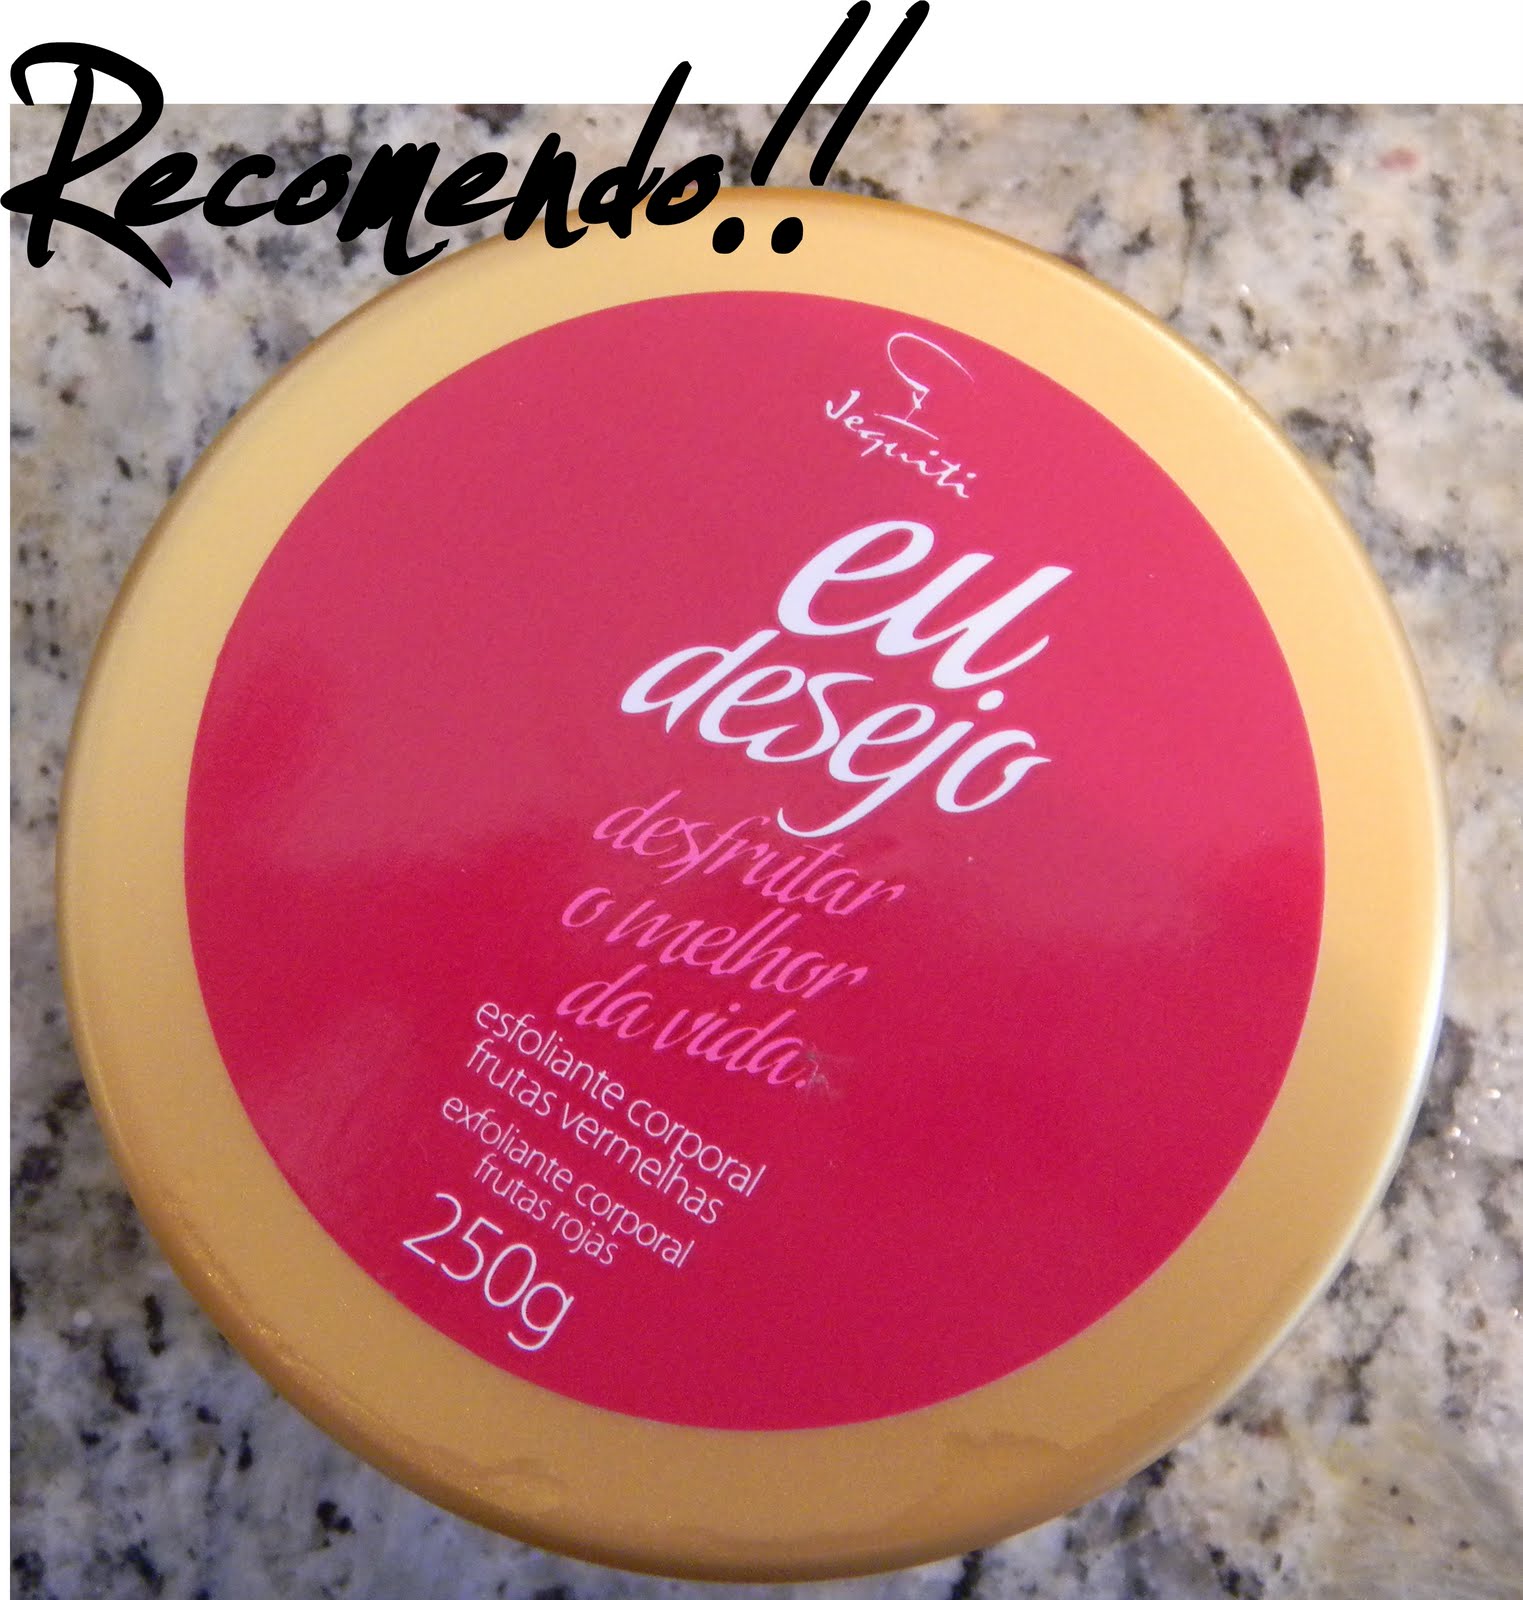 Recomendo!!
Jequiti
eu
desejo
desfrutar
o melhor
da vida.
esfoliante corporal
frutas vermelhas
exfoliante corporal
frutas rojas
250g